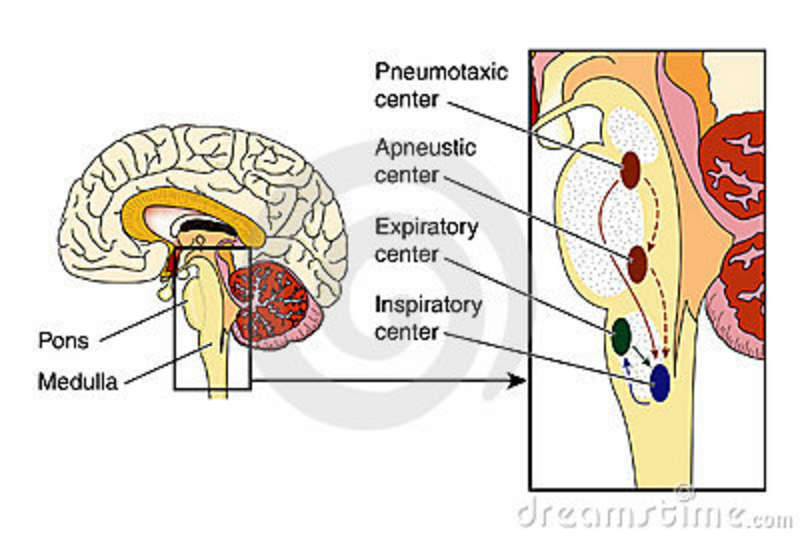 Pneumotaxic
center
Apneustic
center
Expiratory
center
Inspiratory
center
Pons
Medulla
dreamstime.com